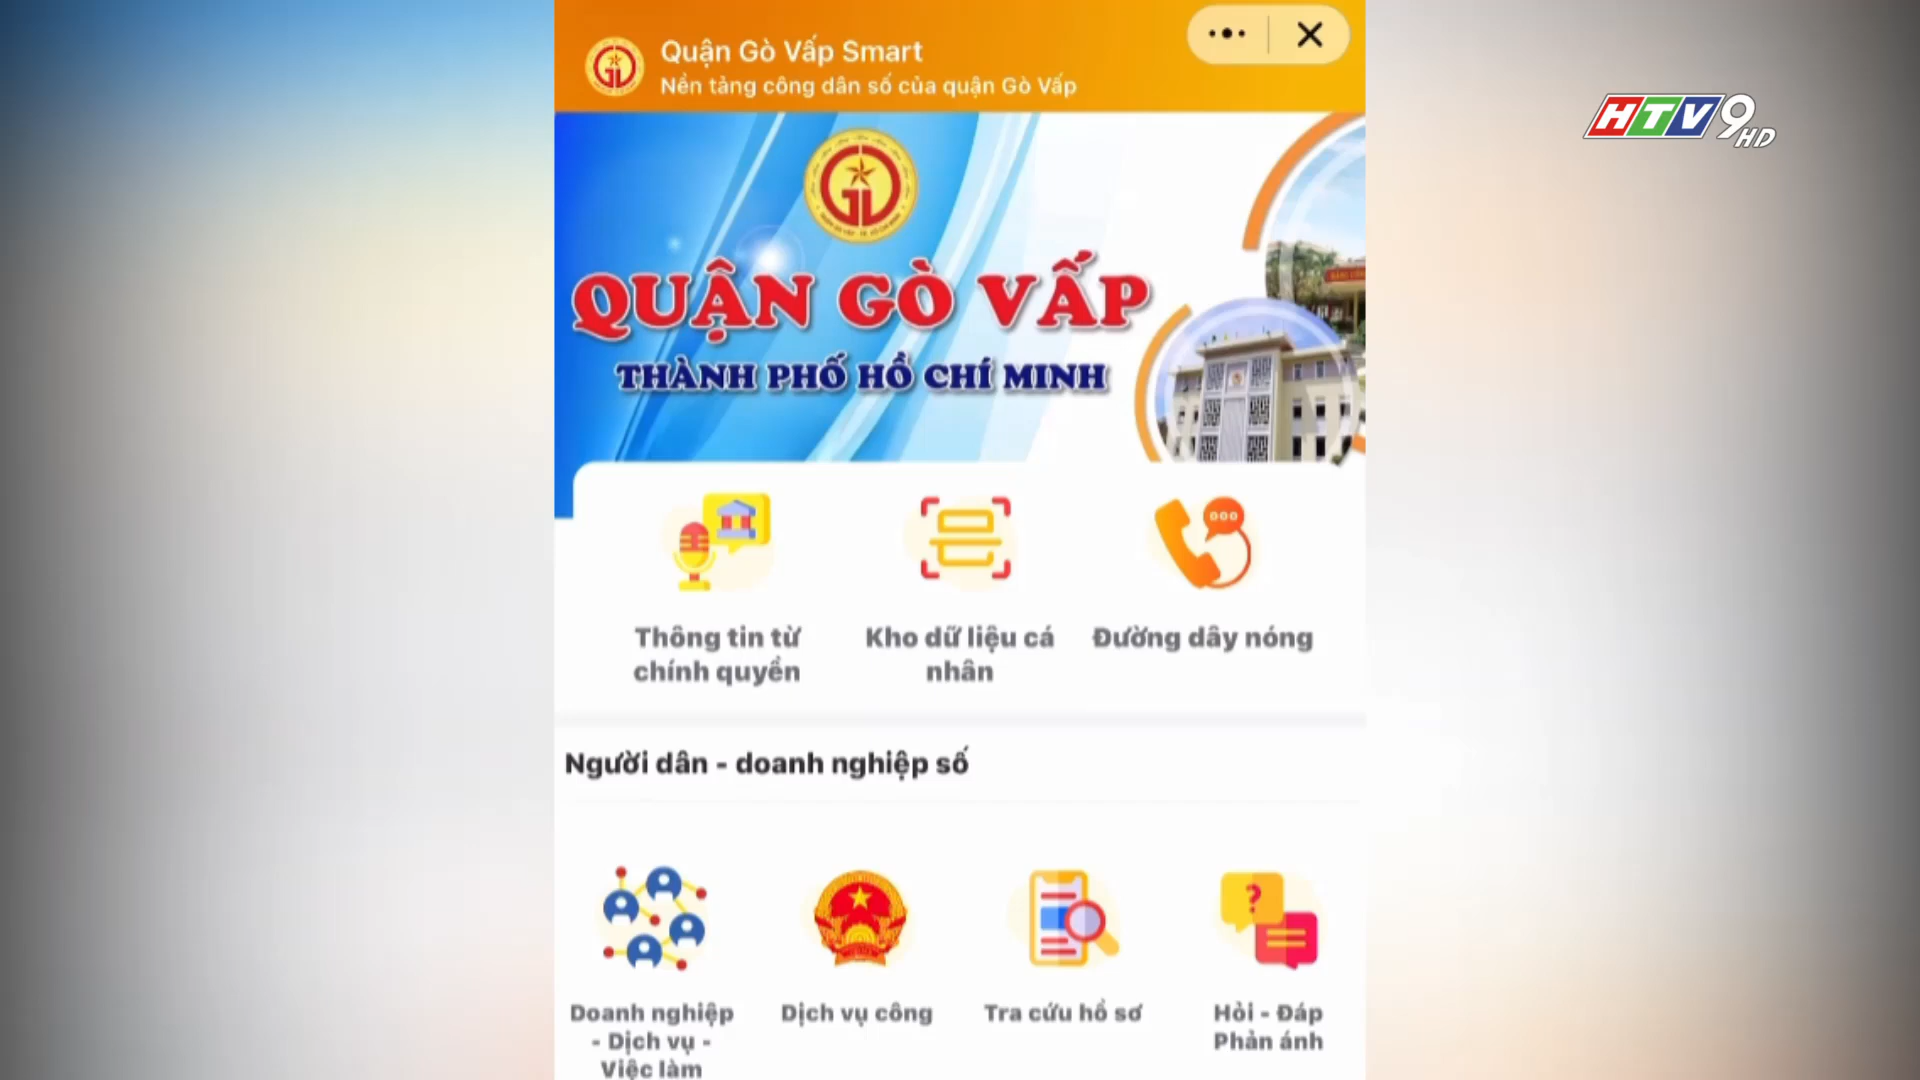 Quận Gò Vấp Smart
Nền tảng công dân số của quận Gò Vấp
HTV9 HD
QUẬN GÒ VẤP
THÀNH PHỐ HỒ CHÍ MINH
Thông tin từ
chính quyền
Kho dữ liệu cá
nhân
Đường dây nóng
Người dân - doanh nghiệp số
Doanh nghiệp
- Dịch vụ -
Việc làm
Dịch vụ công
Tra cứu hồ sơ
Hỏi - Đáp
Phản ánh